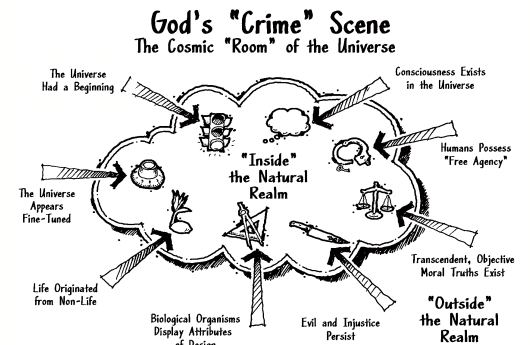 God's "Crime" Scene
The Cosmic "Room" of the Universe
The Universe
Had a Beginning
Consciousness Exists
in the Universe
Humans Possess
"Free Agency"
"Inside"
the Natural
Realm
The Universe
Appears
Fine-Tuned
Transcendent, Objective
Moral Truths Exist
Life Originated
from Non-Life
Biological Organisms
Display Attributes
of Design
Evil and Injustice
Persist
"Outside"
the Natural
Realm